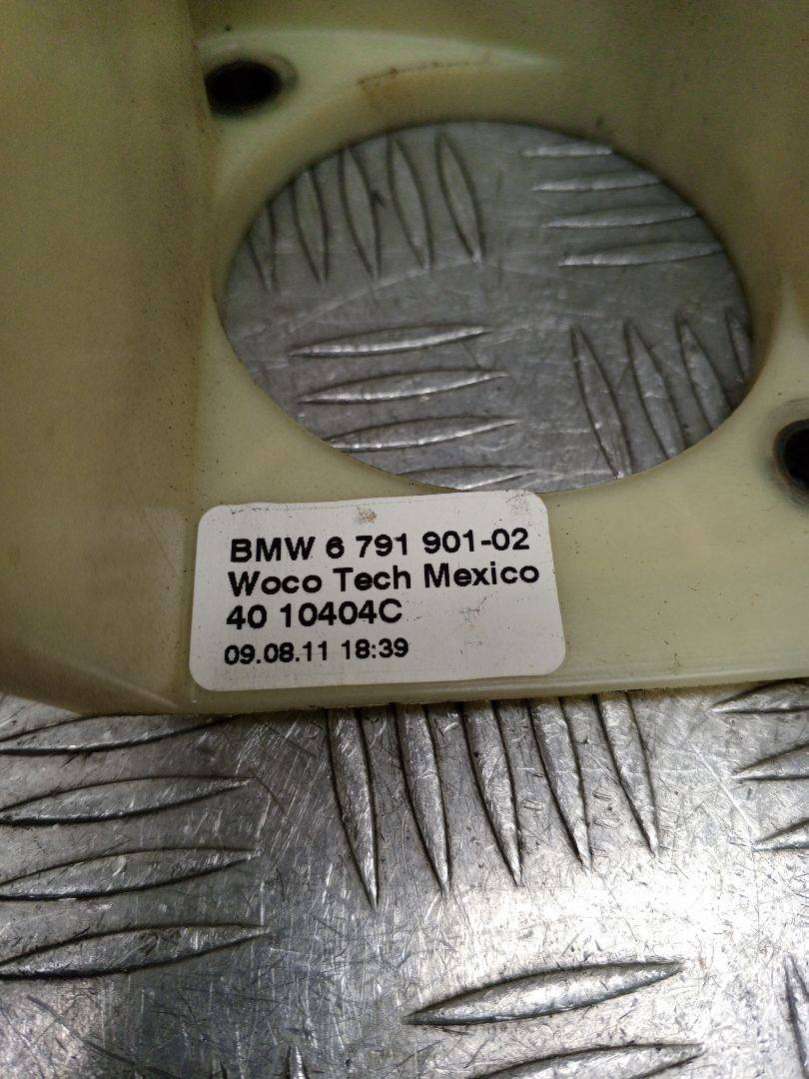 BMW 6 791 901-02
Woco Tech Mexico
40 10404C
09.08.11 18:39